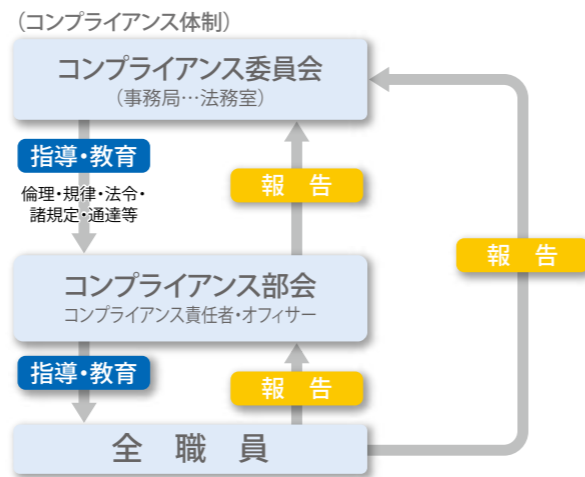 （コンプライアンス体制）
コンプライアンス委員会
（事務局…法務室）
指導・教育
倫理・規律・法令・
諸規定・通達等
報　告
報　告
コンプライアンス部会
コンプライアンス責任者・オフィサー
指導・教育
報　告
全　職　員